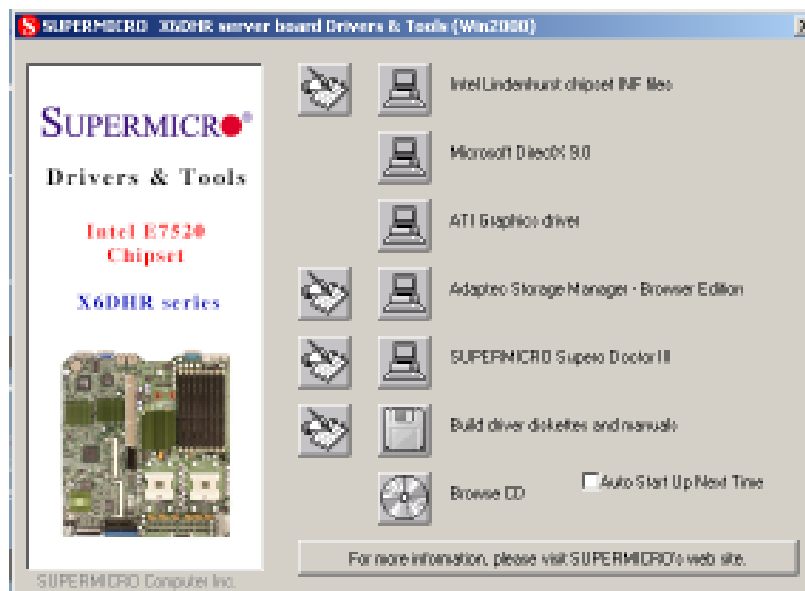 SUPERMICRO X6DHR server board Drivers & Tools (Win2000)
SUPERMICRO®
Drivers & Tools
Intel E7520
Chipset
X6DHR series
Intel Lindenhurst chipset INF files
Microsoft DirectX 9.0
ATI Graphics driver
Adaptec Storage Manager - Browser Edition
SUPERMICRO Supero Doctor III
Build driver diskettes and manuals
Browse CD
Auto Start Up Next Time
For more information, please visit SUPERMICRO's web site.
SUPERMICRO Computer Inc.